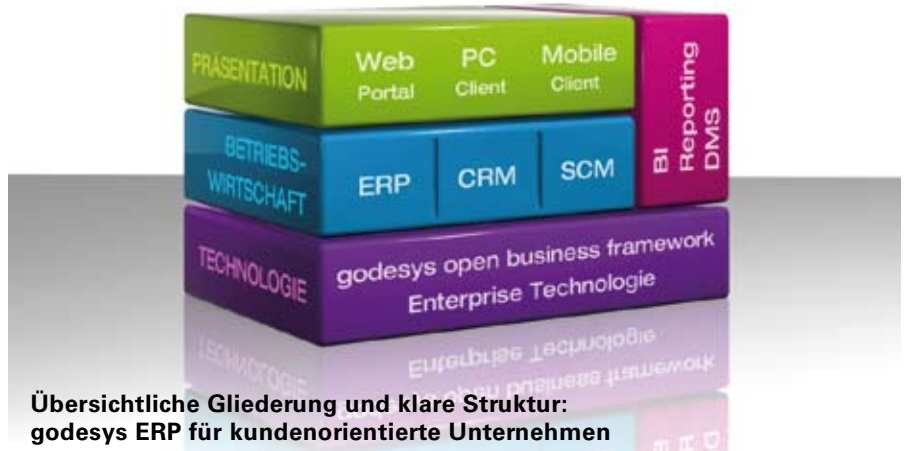 PRÄSENTATION
Web Portal
PC Client
Mobile Client
BI
Reporting
DMS
BETRIEBS-
WIRTSCHAFT
ERP
CRM
SCM
TECHNOLOGIE
godesys open business framework
Enterprise Technologie
Übersichtliche Gliederung und klare Struktur:
godesys ERP für kundenorientierte Unternehmen